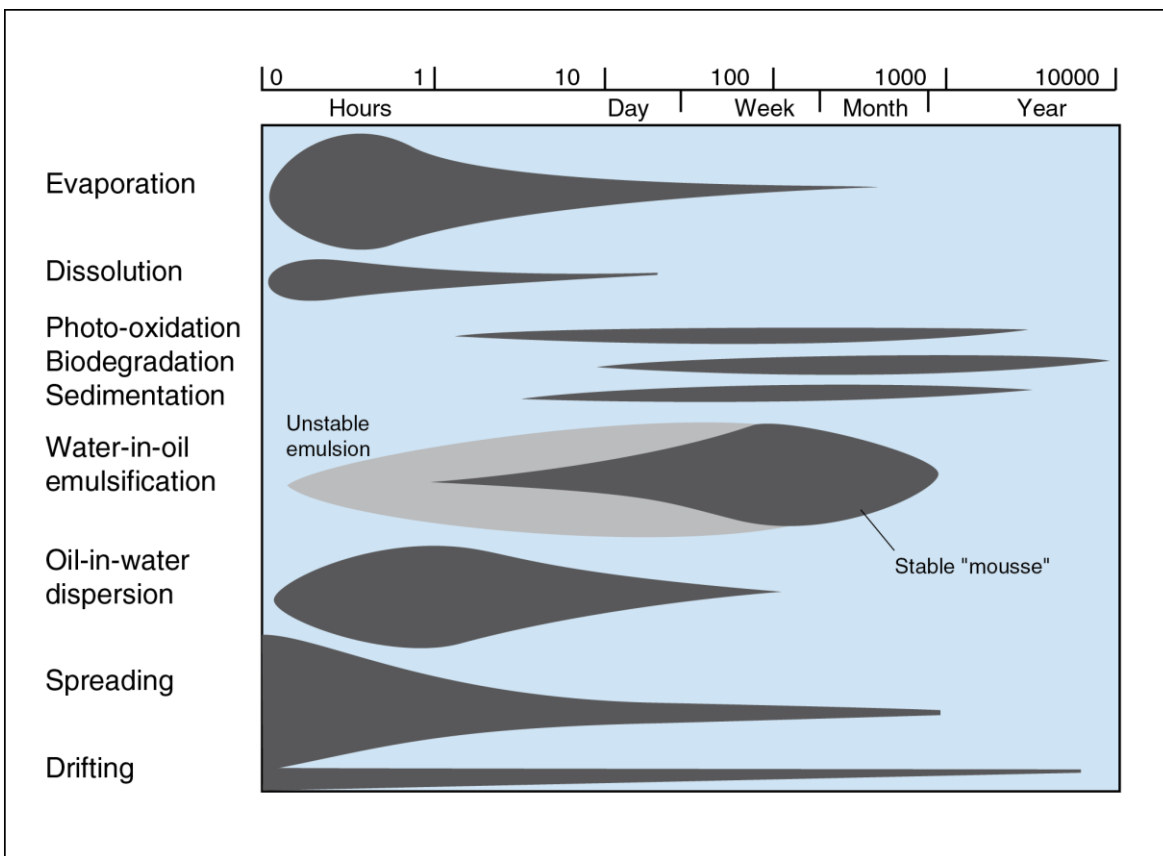 0 1 10 100 1000 10000
Hours Day Week Month Year
Evaporation
Dissolution
Photo-oxidation
Biodegradation
Sedimentation
Unstable
emulsion
Water-in-oil
emulsification
Stable "mousse"
Oil-in-water
dispersion
Spreading
Drifting